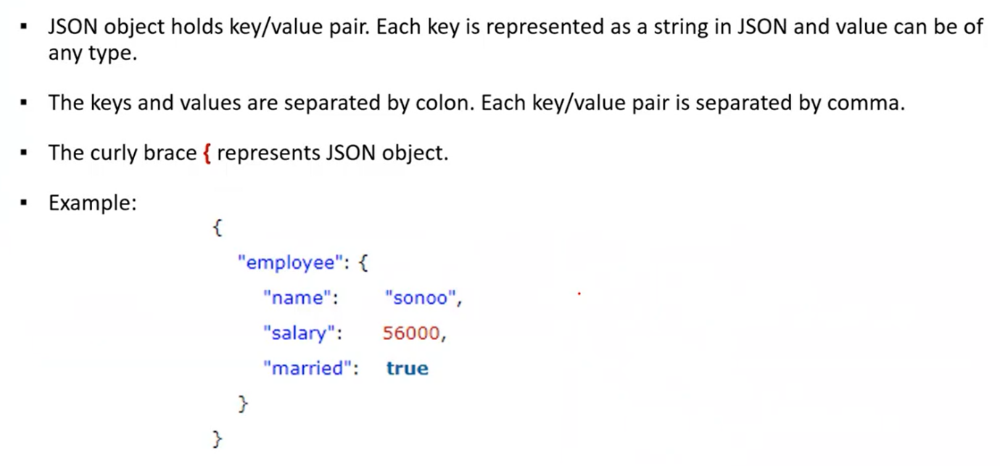 ▪ JSON object holds key/value pair. Each key is represented as a string in JSON and value can be of
any type.
▪ The keys and values are separated by colon. Each key/value pair is separated by comma.
▪ The curly brace { represents JSON object.
▪ Example:
{
"employee": {
"name": "sonoo",
"salary": 56000,
"married": true
}
}